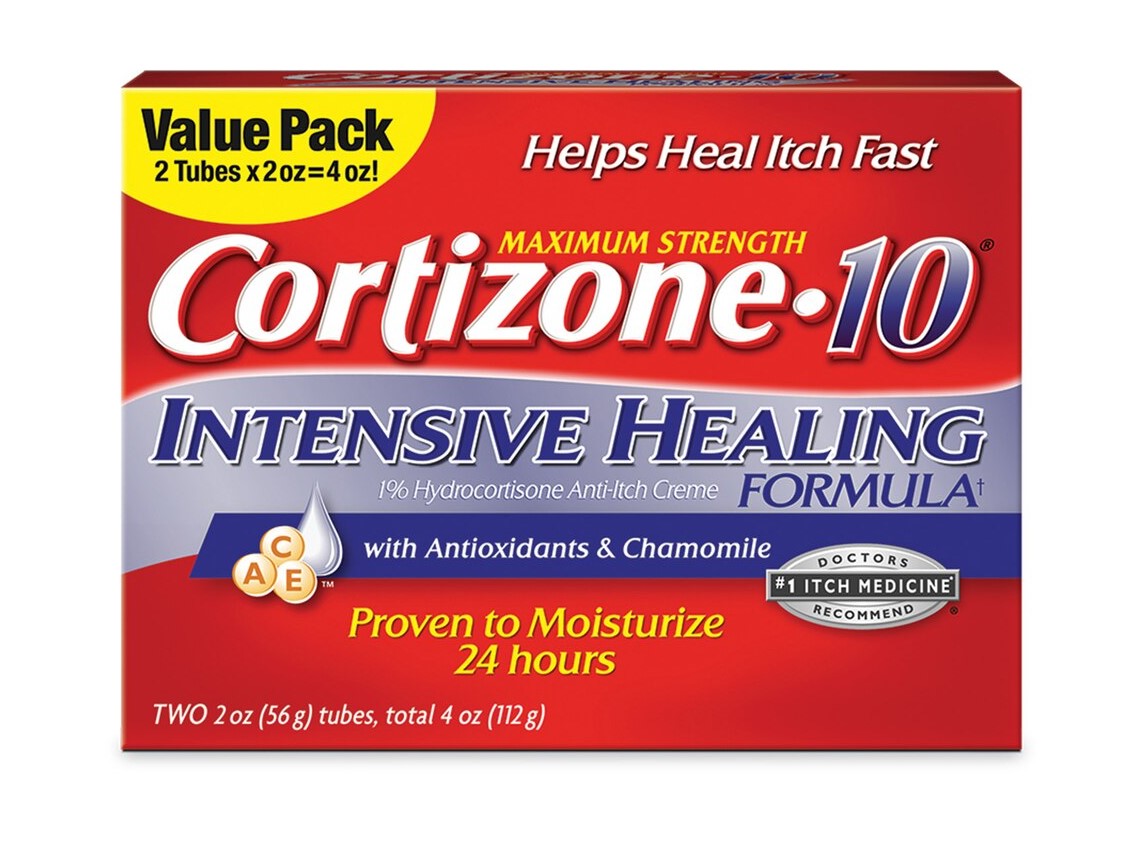 Value Pack
2 Tubes x 2 oz = 4 oz!
Helps Heal Itch Fast
MAXIMUM STRENGTH
Cortizone•10®
INTENSIVE HEALING
1% Hydrocortisone Anti-Itch Creme
FORMULA†
with Antioxidants & Chamomile
C
A E ™
DOCTORS
#1 ITCH MEDICINE
RECOMMEND ®
Proven to Moisturize
24 hours
TWO 2 oz (56 g) tubes, total 4 oz (112 g)